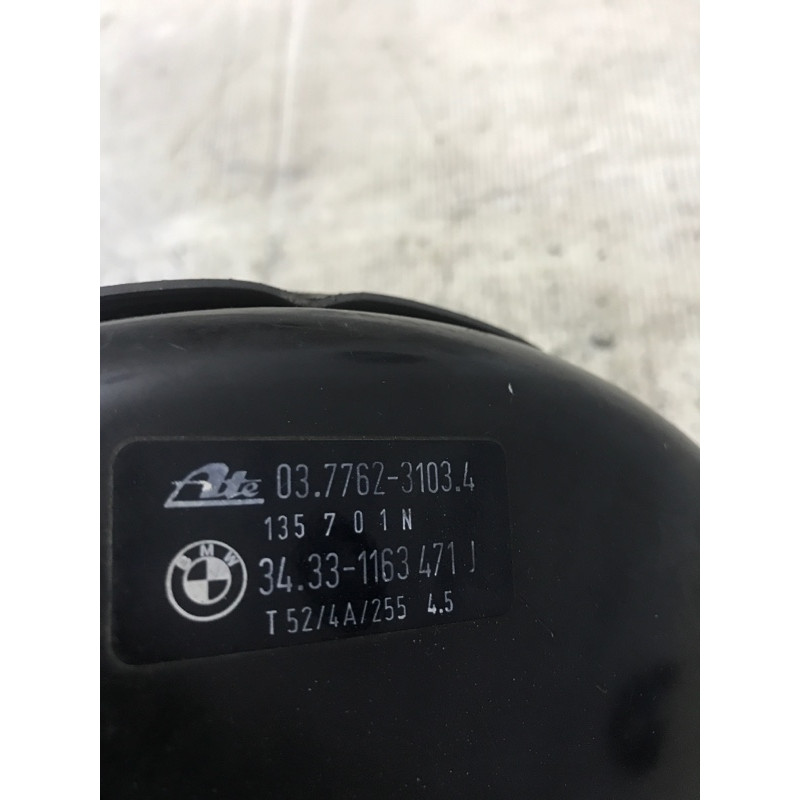 Ate 03.7762-3103.4
135 7 0 1 N
BMW 34.33-1163 471 J
T 52/4A/255 4.5